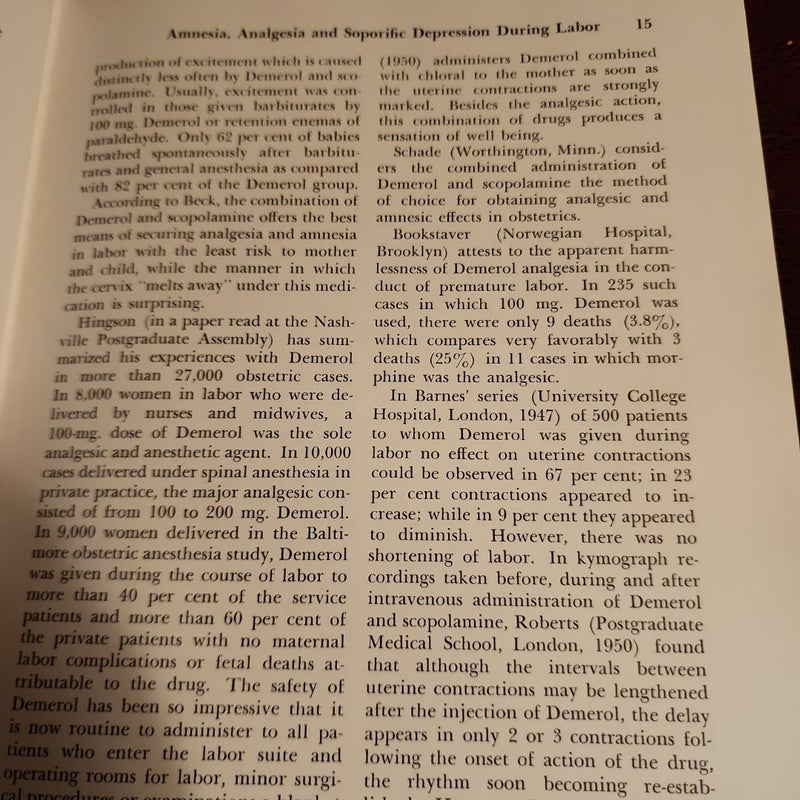 Amnesia, Analgesia and Soporific Depression During Labor 15
production of excitement which is caused
distinctly less often by Demerol and sco-
polamine. Usually, excitement was con-
trolled in those given barbiturates by
100 mg. Demerol or retention enemas of
paraldehyde. Only 62 per cent of babies
breathed spontaneously after barbitu-
rates and general anesthesia as compared
with 82 per cent of the Demerol group.
According to Beck, the combination of
Demerol and scopolamine offers the best
means of securing analgesia and amnesia
in labor with the least risk to mother
and child, while the manner in which
the cervix "melts away" under this medi-
cation is surprising.
Hingson (in a paper read at the Nash-
ville Postgraduate Assembly) has sum-
marized his experiences with Demerol
in more than 27,000 obstetric cases.
In 8,000 women in labor who were de-
livered by nurses and midwives, a
100-mg. dose of Demerol was the sole
analgesic and anesthetic agent. In 10,000
cases delivered under spinal anesthesia in
private practice, the major analgesic con-
sisted of from 100 to 200 mg. Demerol.
In 9,000 women delivered in the Balti-
more obstetric anesthesia study, Demerol
was given during the course of labor to
more than 40 per cent of the service
patients and more than 60 per cent of
the private patients with no maternal
labor complications or fetal deaths at-
tributable to the drug. The safety of
Demerol has been so impressive that it
is now routine to administer to all pa-
tients who enter the labor suite and
operating rooms for labor, minor surgi-
cal procedures or examinations
(1950) administers Demerol combined
with chloral to the mother as soon as
the uterine contractions are strongly
marked. Besides the analgesic action,
this combination of drugs produces a
sensation of well being.
Schade (Worthington, Minn.) consid-
ers the combined administration of
Demerol and scopolamine the method
of choice for obtaining analgesic and
amnesic effects in obstetrics.
Bookstaver (Norwegian Hospital,
Brooklyn) attests to the apparent harm-
lessness of Demerol analgesia in the con-
duct of premature labor. In 235 such
cases in which 100 mg. Demerol was
used, there were only 9 deaths (3.8%),
which compares very favorably with 3
deaths (25%) in 11 cases in which mor-
phine was the analgesic.
In Barnes' series (University College
Hospital, London, 1947) of 500 patients
to whom Demerol was given during
labor no effect on uterine contractions
could be observed in 67 per cent; in 23
per cent contractions appeared to in-
crease; while in 9 per cent they appeared
to diminish. However, there was no
shortening of labor. In kymograph re-
cordings taken before, during and after
intravenous administration of Demerol
and scopolamine, Roberts (Postgraduate
Medical School, London, 1950) found
that although the intervals between
uterine contractions may be lengthened
after the injection of Demerol, the delay
appears in only 2 or 3 contractions fol-
lowing the onset of action of the drug,
the rhythm soon becoming re-estab-